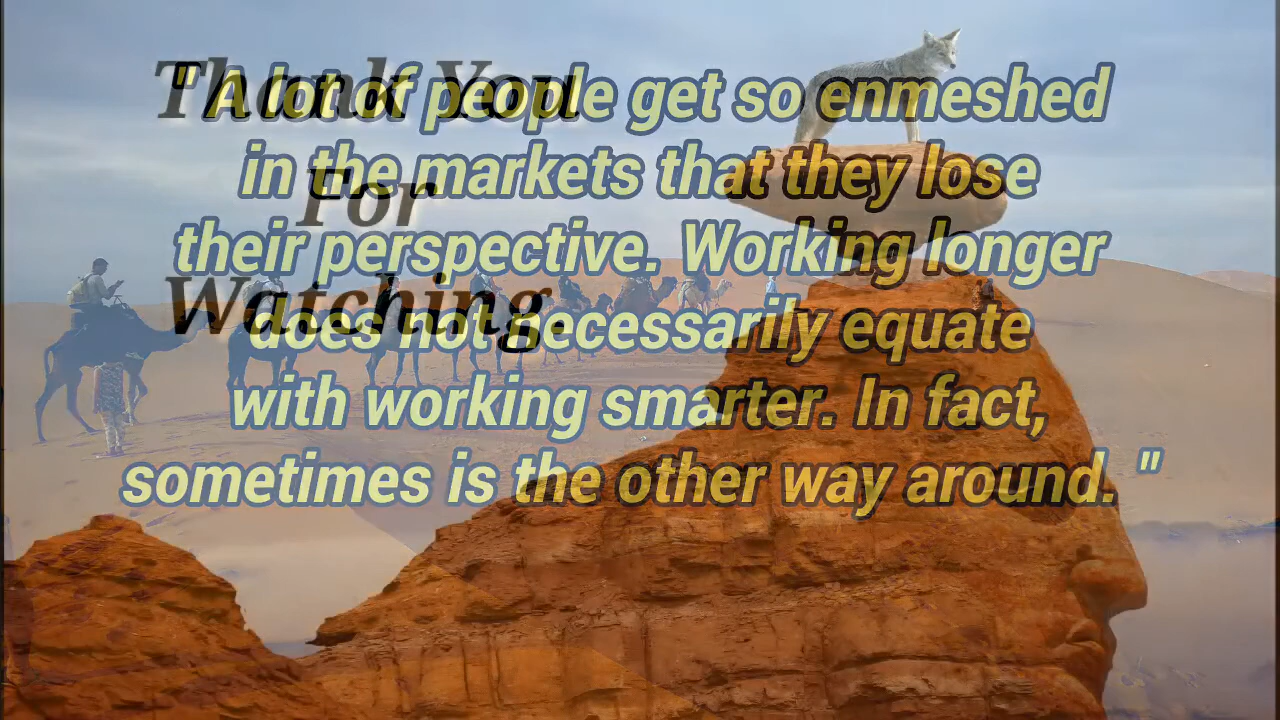 Thank You
For
Watching
" A lot of people get so enmeshed
in the markets that they lose
their perspective. Working longer
does not necessarily equate
with working smarter. In fact,
sometimes is the other way around. "